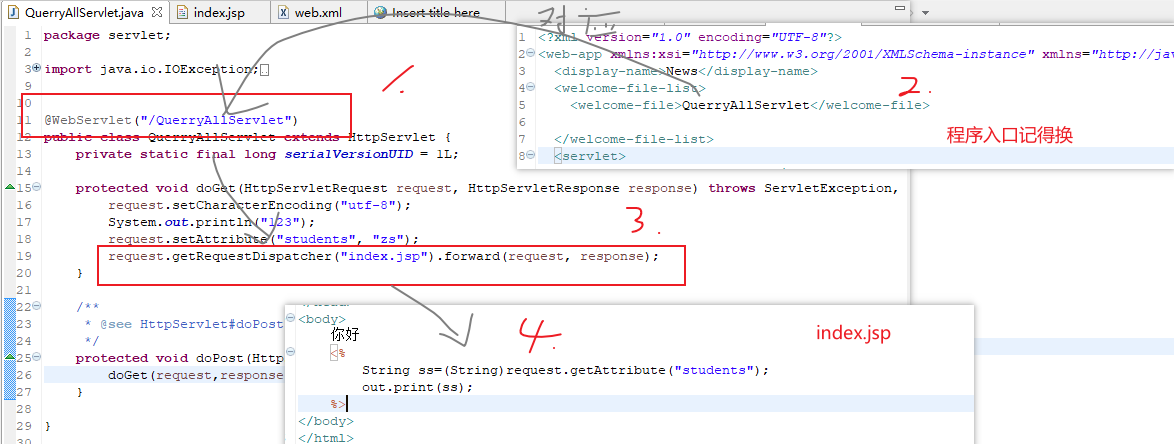 QuerryAllServlet.java
index.jsp
web.xml
Insert title here
对应
1 package servlet;
2
3 import java.io.IOException;
9
10
11 @WebServlet("/QuerryAllServlet")
12 public class QuerryAllServlet extends HttpServlet {
13 private static final long serialVersionUID = 1L;
14
15 protected void doGet(HttpServletRequest request, HttpServletResponse response) throws ServletException,
16 request.setCharacterEncoding("utf-8");
17 System.out.println("123");
18 request.setAttribute("students", "zs");
19 request.getRequestDispatcher("index.jsp").forward(request, response);
20 }
21
22 /**
23 * @see HttpServlet#doPost
24 */
25 protected void doPost(Htt
26 doGet(request,response
27 }
28
29 }
30
1.
1 <?xml version="1.0" encoding="UTF-8"?>
2 <web-app xmlns:xsi="http://www.w3.org/2001/XMLSchema-instance" xmlns="http://jav
3 <display-name>News</display-name>
4 <welcome-file-list>
5 <welcome-file>QuerryAllServlet</welcome-file>
6
7 </welcome-file-list>
8 <servlet>
2.
程序入口记得换
3.
<body>
你好
<%
String ss=(String)request.getAttribute("students");
out.print(ss);
%>
</body>
</html>
4.
index.jsp